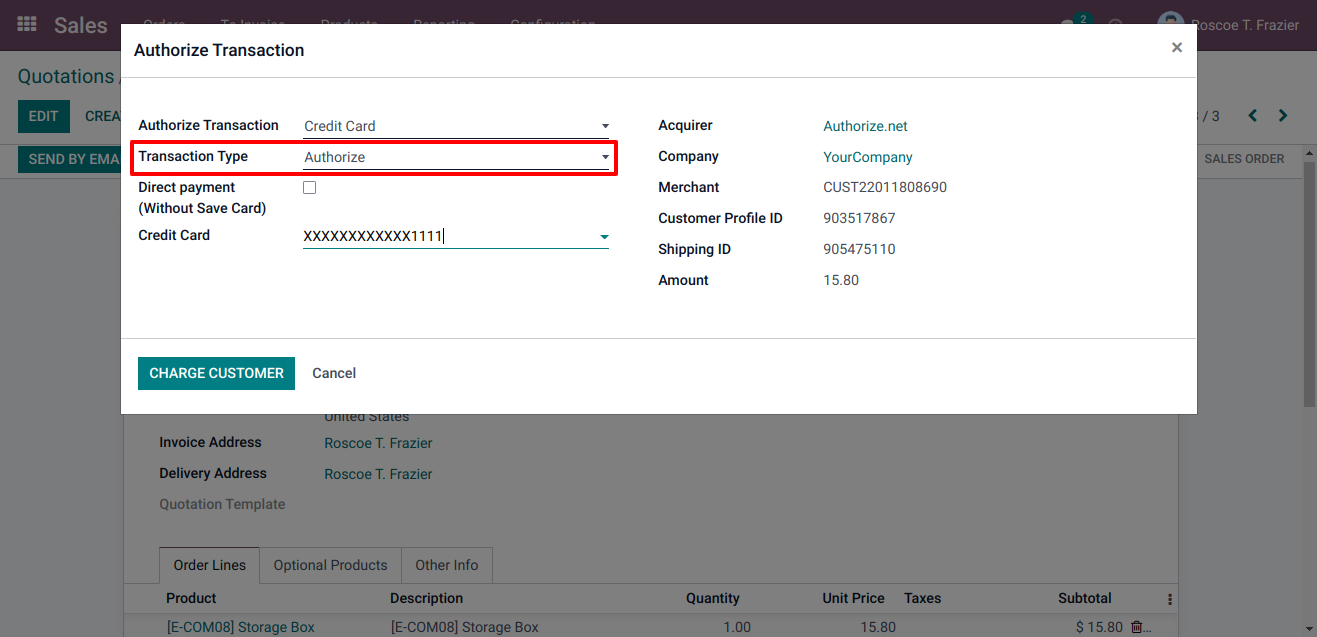 Sales
Orders To Invoice Products Reporting Configuration
2
Roscoe T. Frazier
Authorize Transaction
×
Quotations /
EDIT
/ 3
SEND BY EMA
SALES ORDER
Authorize Transaction Credit Card
Transaction Type Authorize
Direct payment
(Without Save Card)
Credit Card XXXXXXXXXXXX1111
Acquirer Authorize.net
Company YourCompany
Merchant CUST22011808690
Customer Profile ID 903517867
Shipping ID 905475110
Amount 15.80
CHARGE CUSTOMER Cancel
United States
Invoice Address Roscoe T. Frazier
Delivery Address Roscoe T. Frazier
Quotation Template
Order Lines Optional Products Other Info
Product Description Quantity Unit Price Taxes Subtotal
[E-COM08] Storage Box [E-COM08] Storage Box 1.00 15.80 $ 15.80